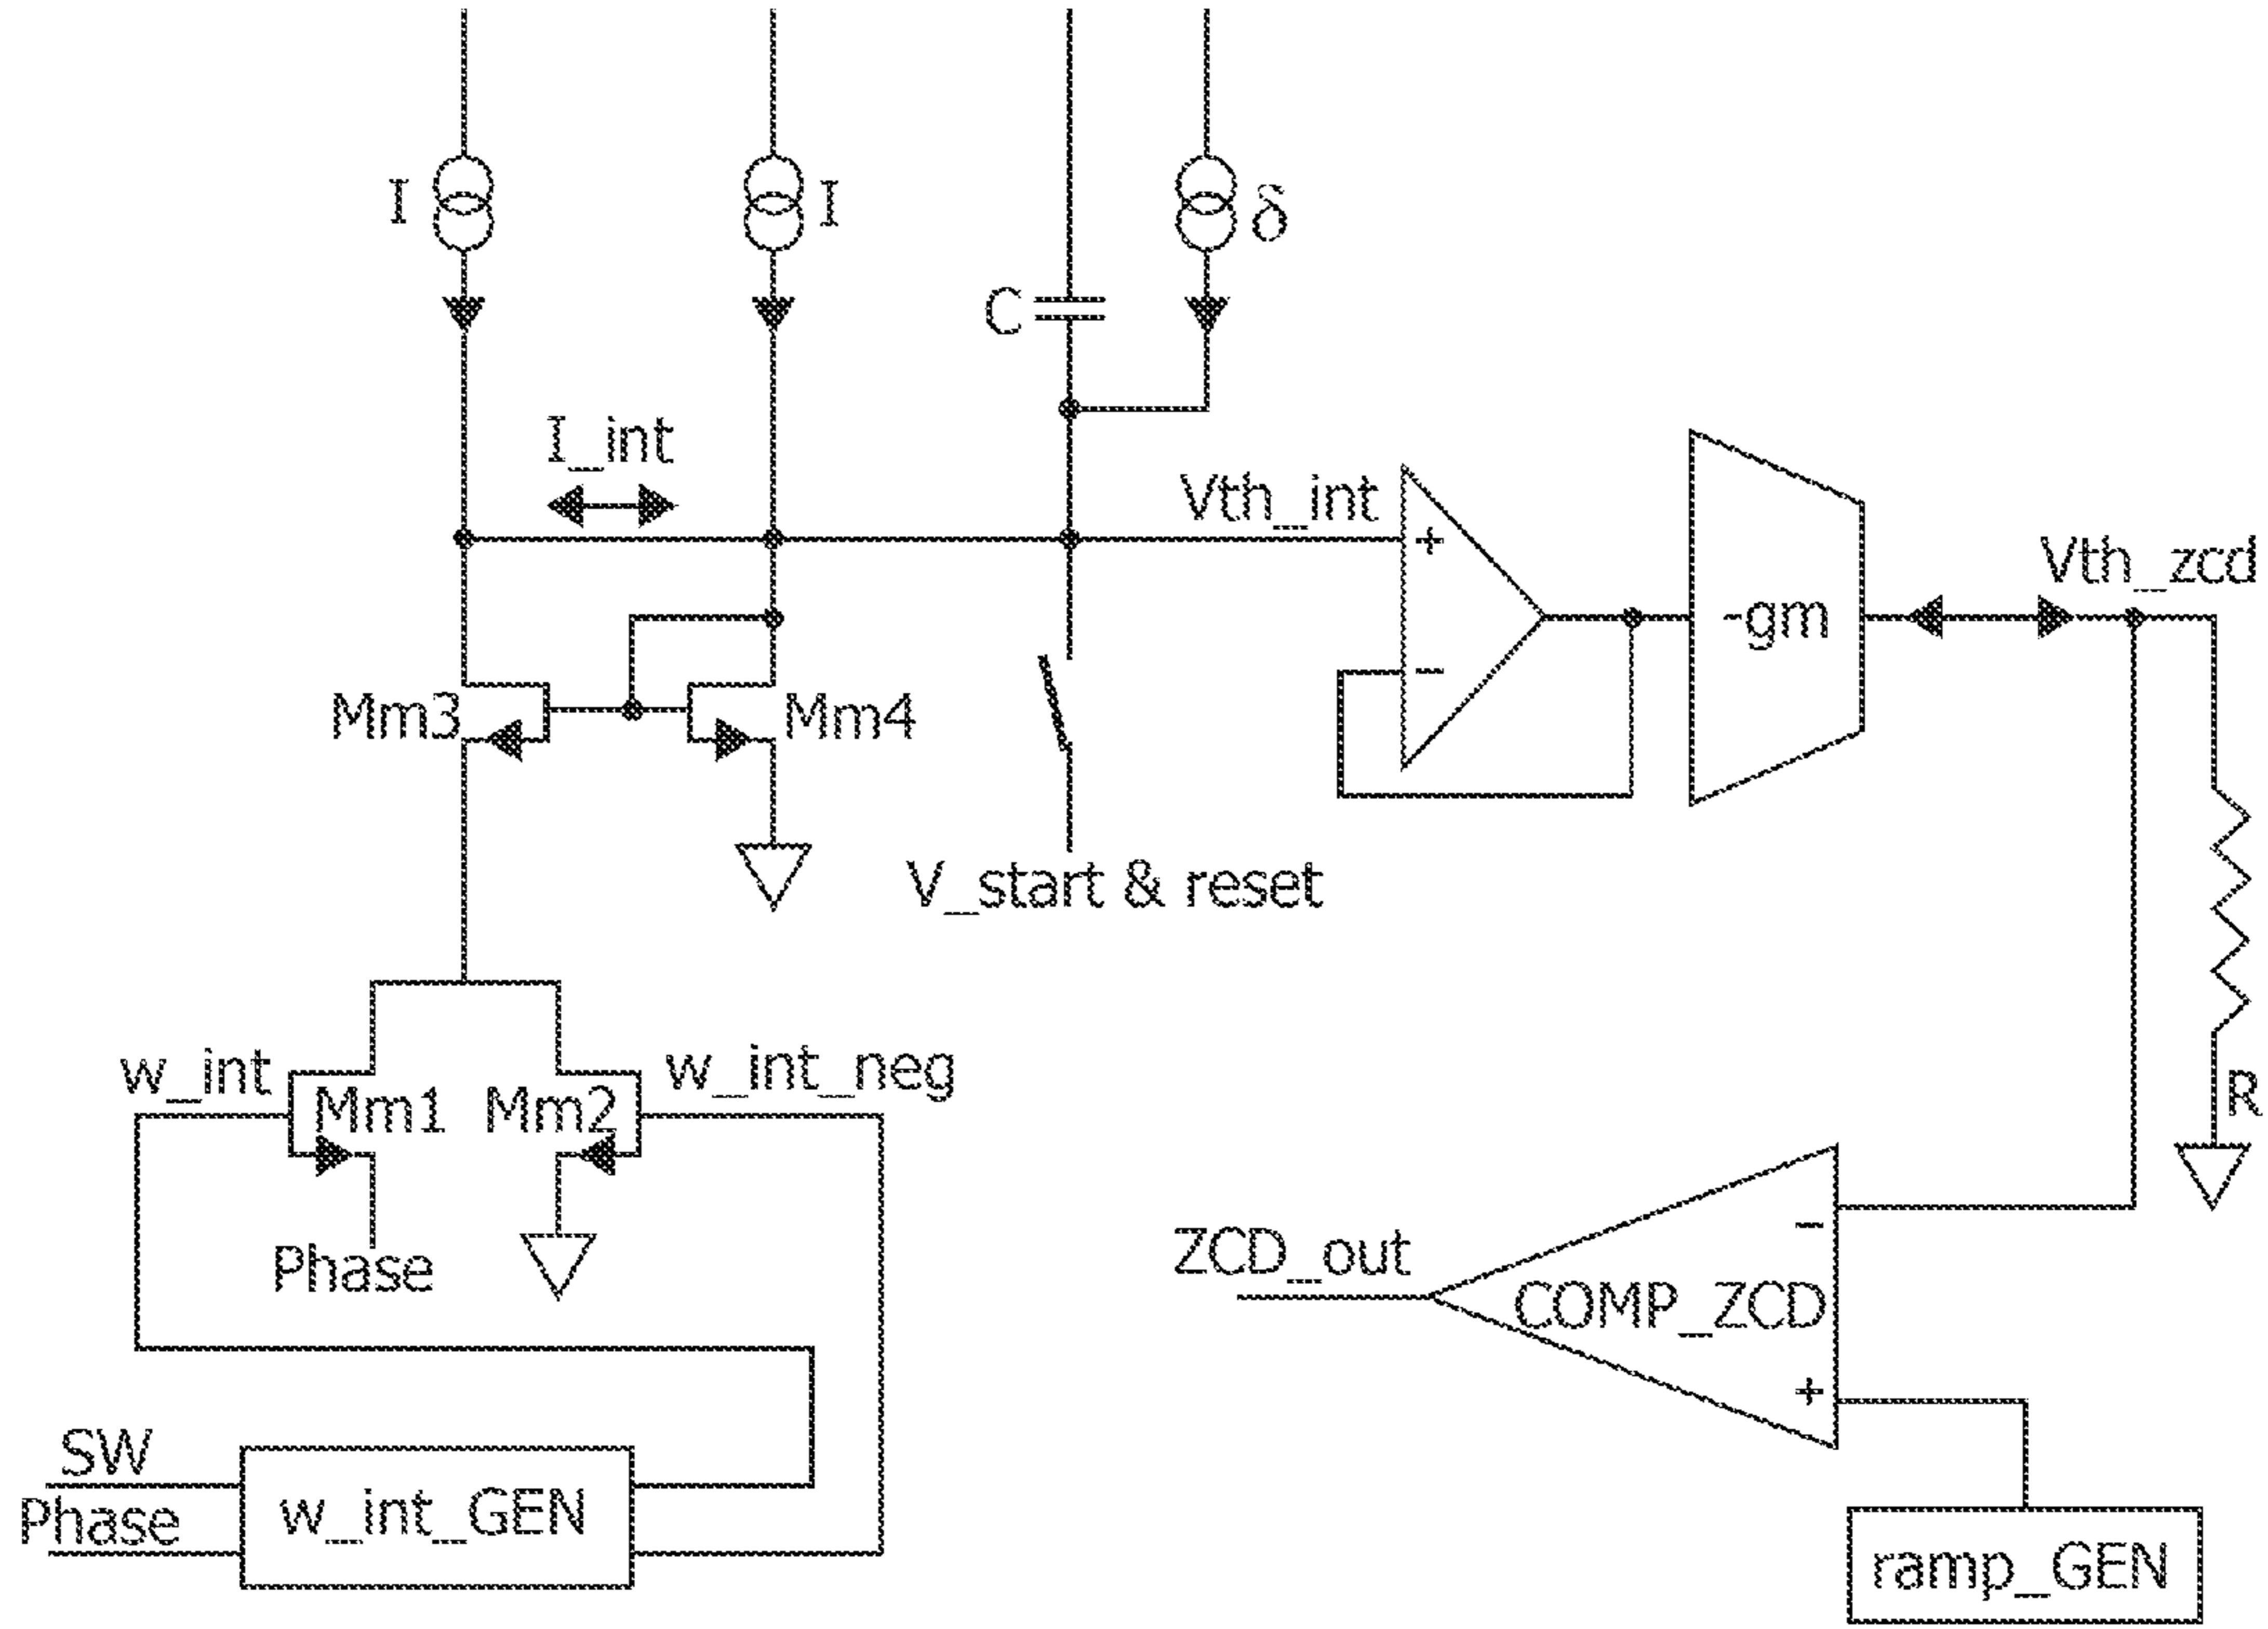 I
I
δ
C
I_int
Vth_int
+
−
-gm
Vth_zcd
Mm3
Mm4
V_start & reset
w_int
w_int_neg
Mm1
Mm2
R
Phase
ZCD_out
−
COMP_ZCD
+
SW
Phase
w_int_GEN
ramp_GEN